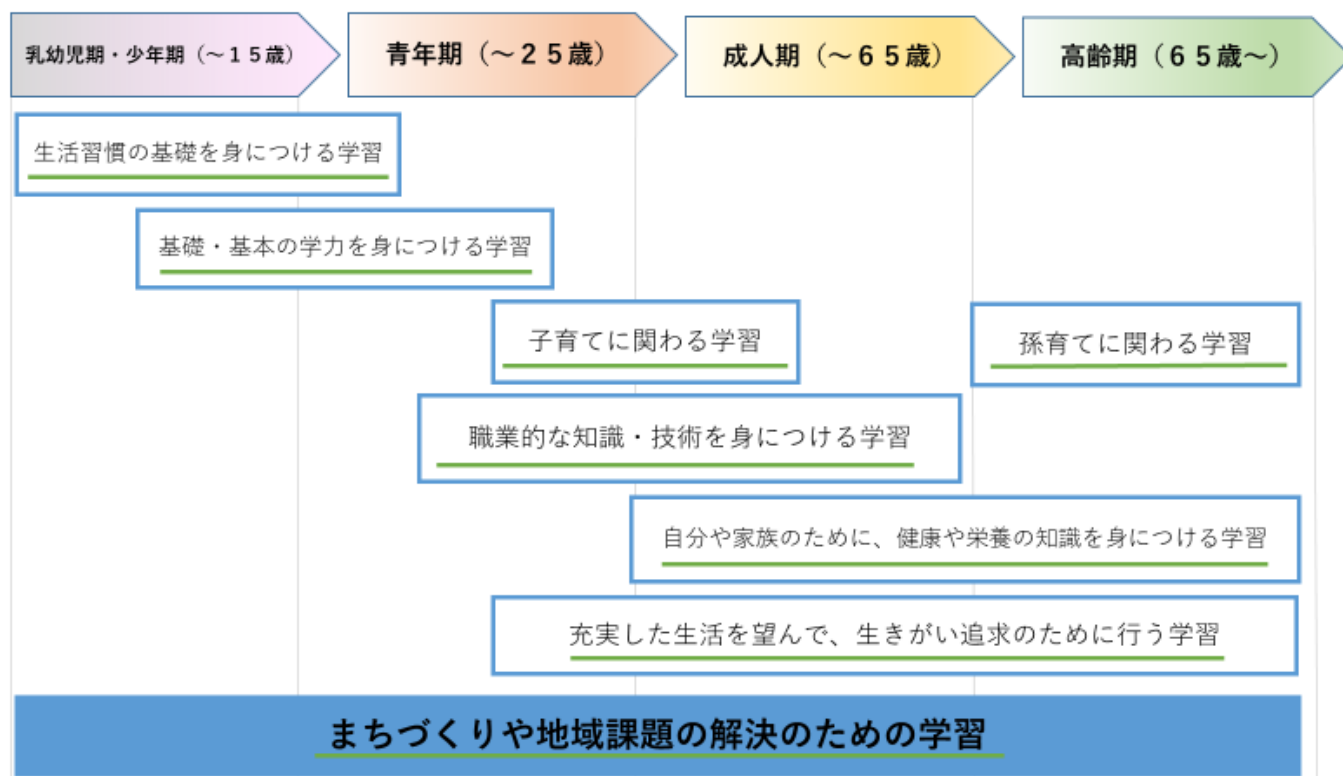 乳幼児期・少年期（～１５歳）
青年期（～２５歳）
成人期（～６５歳）
高齢期（６５歳～）
生活習慣の基礎を身につける学習
基礎・基本の学力を身につける学習
子育てに関わる学習
孫育てに関わる学習
職業的な知識・技術を身につける学習
自分や家族のために、健康や栄養の知識を身につける学習
充実した生活を望んで、生きがい追求のために行う学習
まちづくりや地域課題の解決のための学習